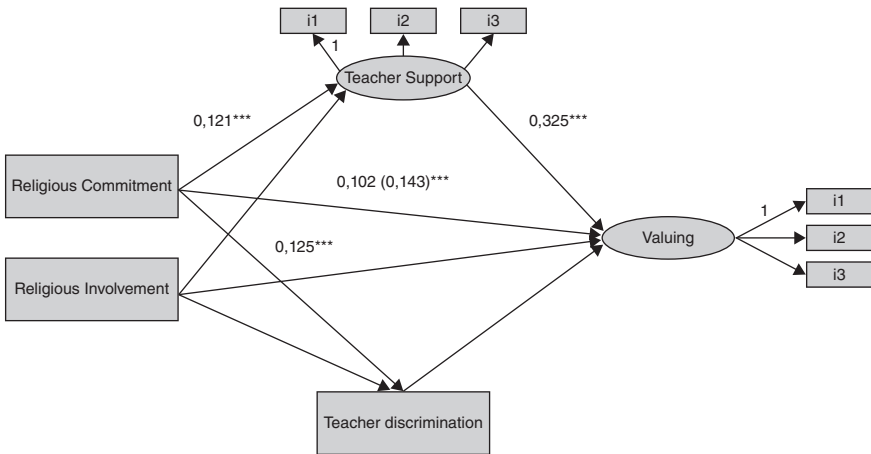 i1
i2
i3
1
Teacher Support
0,121***
0,325***
Religious Commitment
0,102 (0,143)***
1
i1
i2
i3
Valuing
0,125***
Religious Involvement
Teacher discrimination